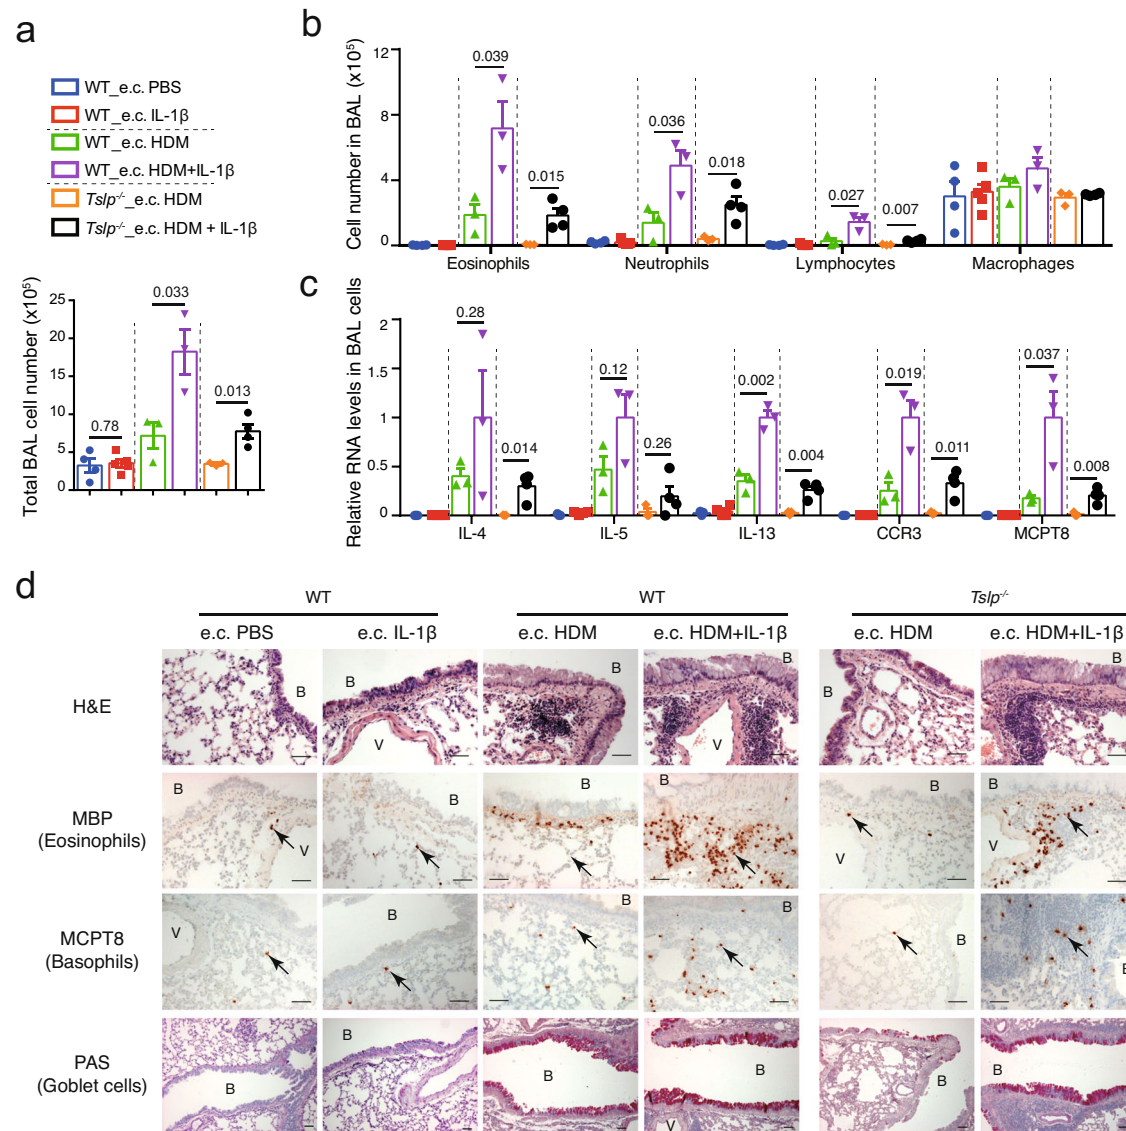 a
WT_e.c. PBS
WT_e.c. IL-1β
WT_e.c. HDM
WT_e.c. HDM+IL-1β
Tslp-/-_e.c. HDM
Tslp-/-_e.c. HDM + IL-1β
Total BAL cell number (x10⁵)
25
20
15
10
5
0
0.78
0.033
0.013
b
Cell number in BAL (x10⁵)
12
8
4
0
0.039
0.015
0.036
0.018
0.027
0.007
Eosinophils Neutrophils Lymphocytes Macrophages
c
Relative RNA levels in BAL cells
2
1.5
1
0.5
0
0.28
0.014
0.12
0.26
0.002
0.004
0.019
0.011
0.037
0.008
IL-4 IL-5 IL-13 CCR3 MCPT8
d
WT WT Tslp-/-
e.c. PBS e.c. IL-1β e.c. HDM e.c. HDM+IL-1β e.c. HDM e.c. HDM+IL-1β
H&E
B B V B B V B B
MBP
(Eosinophils)
B V B B B B V B V
MCPT8
(Basophils)
V B B B B B
PAS
(Goblet cells)
B B B B V B B